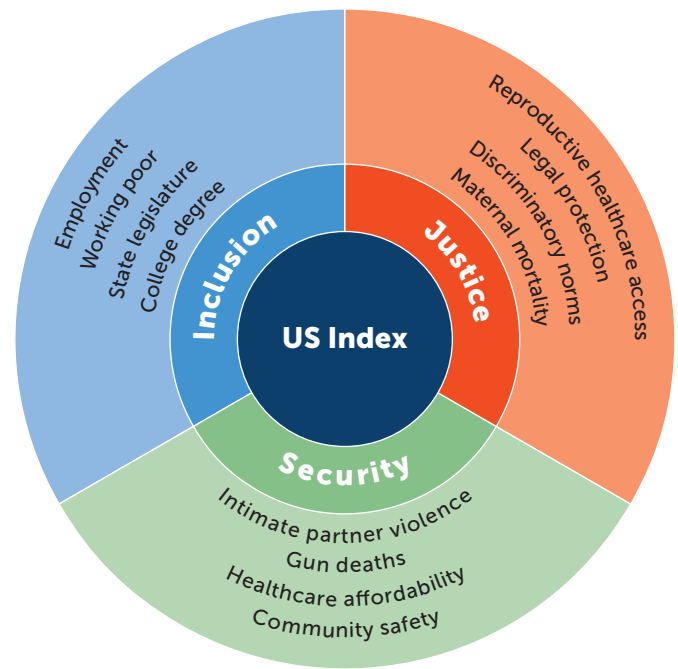 US Index
Inclusion
Employment
Working poor
State legislature
College degree
Justice
Reproductive healthcare access
Legal protection
Discriminatory norms
Maternal mortality
Security
Intimate partner violence
Gun deaths
Healthcare affordability
Community safety